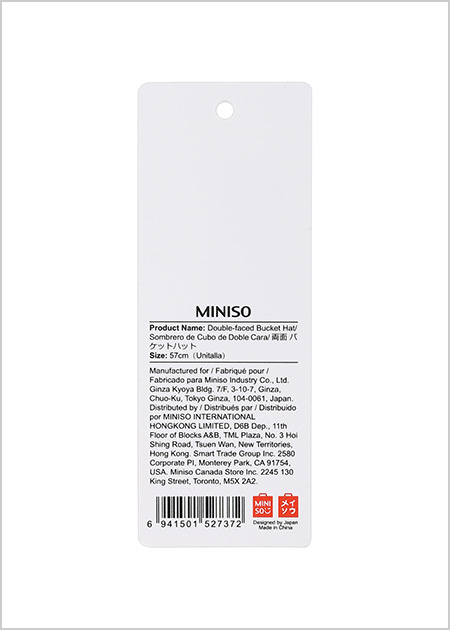 MINISO
Product Name: Double-faced Bucket Hat/
Sombrero de Cubo de Doble Cara/ 両面 バ
ケットハット
Size: 57cm (Unitalla)
Manufactured for / Fabriqué pour /
Fabricado para Miniso Industry Co., Ltd.
Ginza Kyoya Bldg. 7/F, 3-10-7, Ginza,
Chuo-Ku, Tokyo Ginza, 104-0061, Japan.
Distributed by / Distribués par / Distribuido
por MINISO INTERNATIONAL
HONGKONG LIMITED, D6B Dep., 11th
Floor of Blocks A&B, TML Plaza, No. 3 Hoi
Shing Road, Tsuen Wan, New Territories,
Hong Kong. Smart Trade Group Inc. 2580
Corporate Pl, Monterey Park, CA 91754,
USA. Miniso Canada Store Inc. 2245 130
King Street, Toronto, M5X 2A2.
6 941501 527372
MINI
SO
メイ
ソウ
Designed by Japan
Made in China